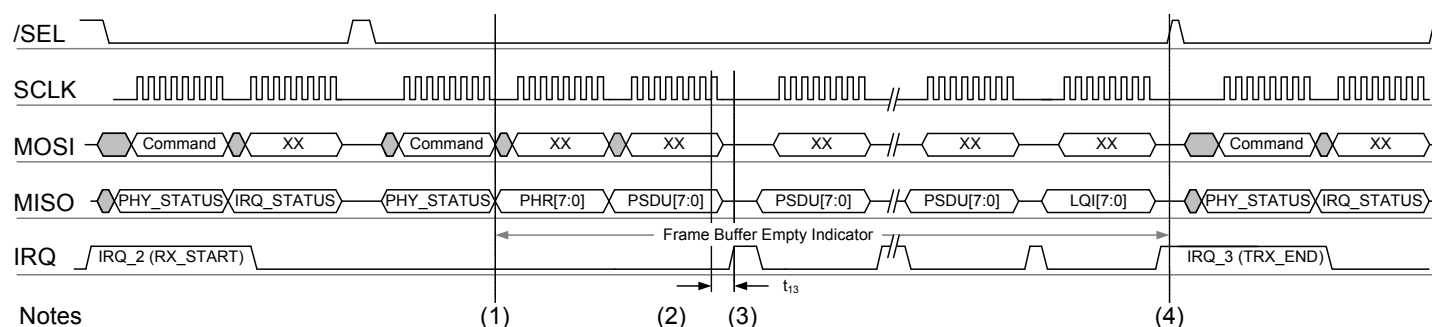 /SEL
SCLK
MOSI Command XX Command XX XX XX XX XX Command XX
MISO PHY_STATUS IRQ_STATUS PHY_STATUS PHR[7:0] PSDU[7:0] PSDU[7:0] PSDU[7:0] LQI[7:0] PHY_STATUS IRQ_STATUS
Frame Buffer Empty Indicator
IRQ IRQ_2 (RX_START) IRQ_3 (TRX_END)
t13
Notes (1) (2) (3) (4)